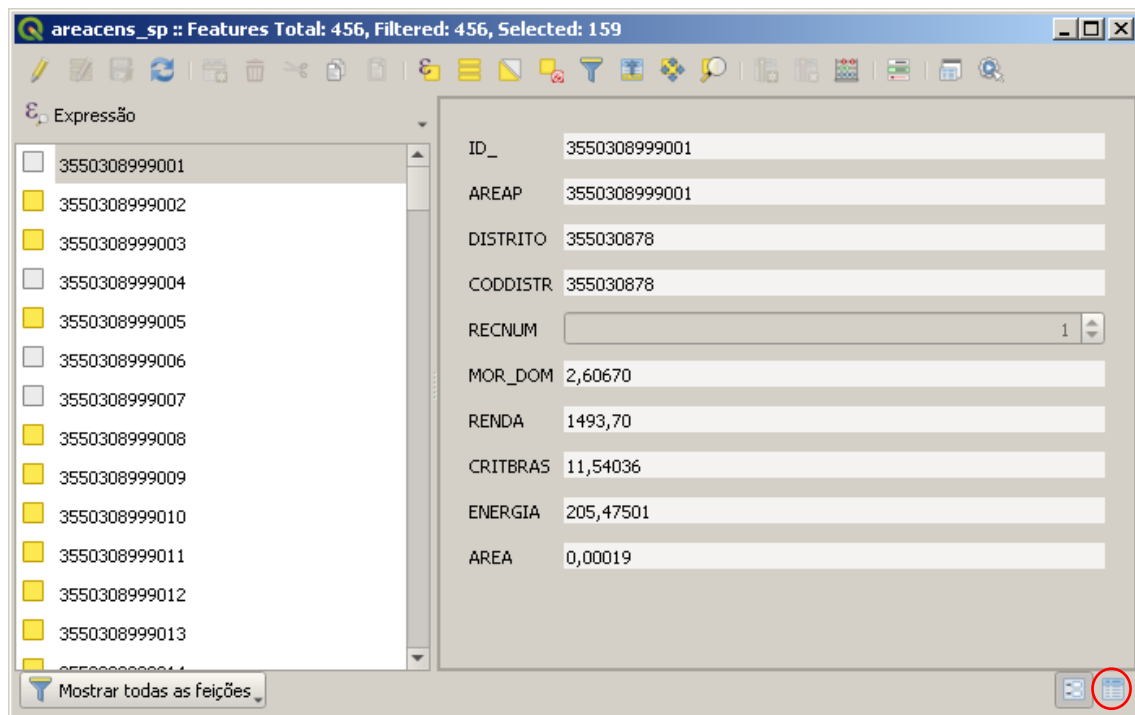 areacens_sp :: Features Total: 456, Filtered: 456, Selected: 159
Expressão
3550308999001
3550308999002
3550308999003
3550308999004
3550308999005
3550308999006
3550308999007
3550308999008
3550308999009
3550308999010
3550308999011
3550308999012
3550308999013
ID_ 3550308999001
AREAP 3550308999001
DISTRITO 355030878
CODDISTR 355030878
RECNUM 1
MOR_DOM 2,60670
RENDA 1493,70
CRITBRAS 11,54036
ENERGIA 205,47501
AREA 0,00019
Mostrar todas as feições